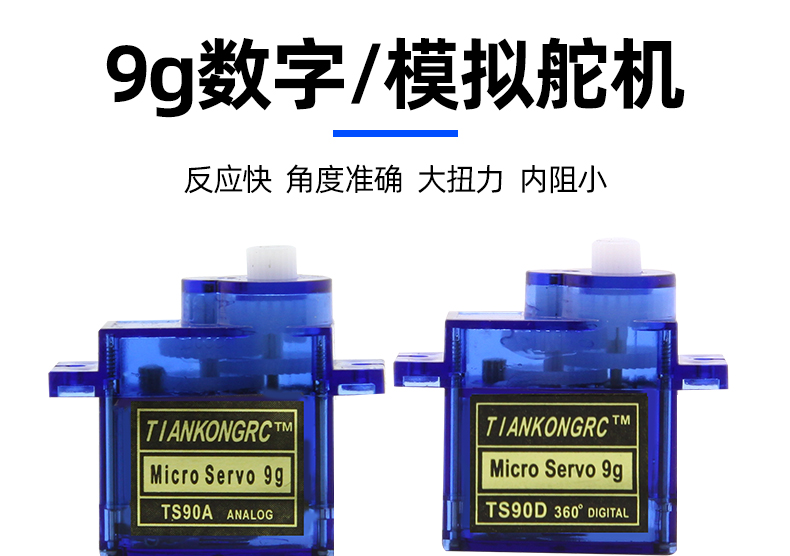 9g数字/模拟舵机
反应快 角度准确 大扭力 内阻小
TIANKONGRC™
Micro Servo 9g
TS90A ANALOG
TIANKONGRC™
Micro Servo 9g
TS90D 360° DIGITAL